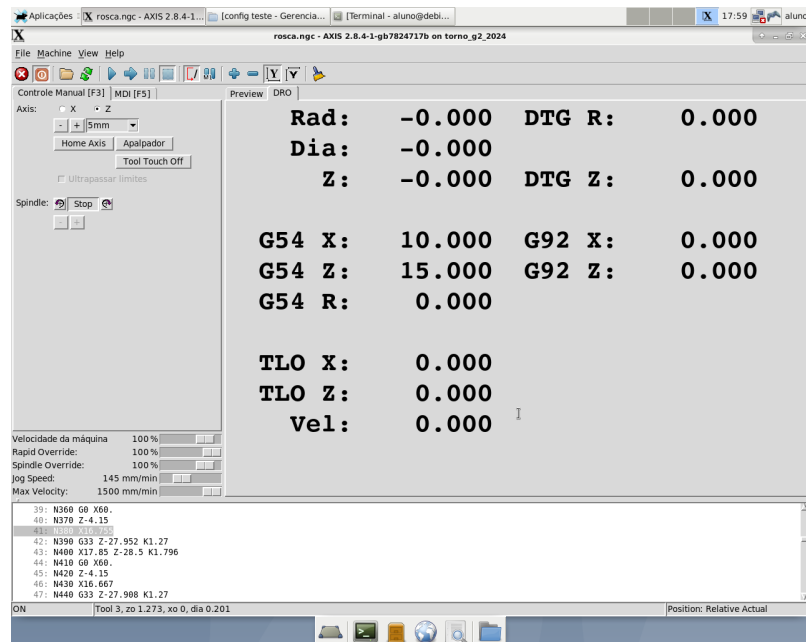 Aplicações : rosca.ngc - AXIS 2.8.4-1... [config teste - Gerencia... [Terminal - aluno@debi... 17:59 aluno
rosca.ngc - AXIS 2.8.4-1-gb7824717b on torno_g2_2024
File Machine View Help
Controle Manual [F3] MDI [F5] Preview DRO
Axis: X Z
- + 5mm
Home Axis Apalpador
Tool Touch Off
Ultrapassar limites
Spindle: Stop
- +
Rad: -0.000 DTG R: 0.000
Dia: -0.000
Z: -0.000 DTG Z: 0.000
G54 X: 10.000 G92 X: 0.000
G54 Z: 15.000 G92 Z: 0.000
G54 R: 0.000
TLO X: 0.000
TLO Z: 0.000
Vel: 0.000
Velocidade da máquina 100 %
Rapid Override: 100 %
Spindle Override: 100 %
Jog Speed: 145 mm/min
Max Velocity: 1500 mm/min
39: N360 G0 X60.
40: N370 Z-4.15
41: N380 X16.755
42: N390 G33 Z-27.952 K1.27
43: N400 X17.85 Z-28.5 K1.796
44: N410 G0 X60.
45: N420 Z-4.15
46: N430 X16.667
47: N440 G33 Z-27.908 K1.27
ON Tool 3, zo 1.273, xo 0, dia 0.201 Position: Relative Actual